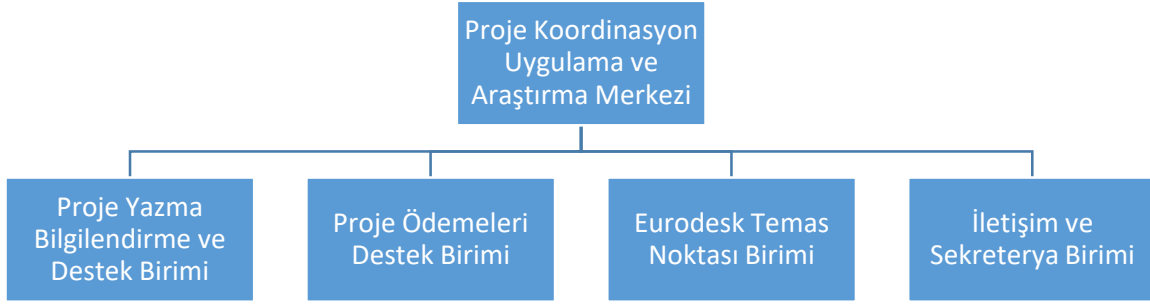 Proje Koordinasyon
Uygulama ve
Araştırma Merkezi
Proje Yazma
Bilgilendirme ve
Destek Birimi
Proje Ödemeleri
Destek Birimi
Eurodesk Temas
Noktası Birimi
İletişim ve
Sekreterya Birimi